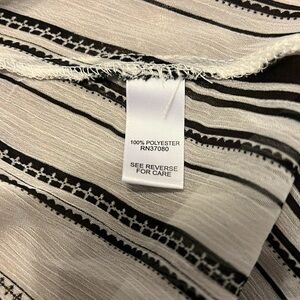 100% POLYESTER
RN37080
SEE REVERSE
FOR CARE